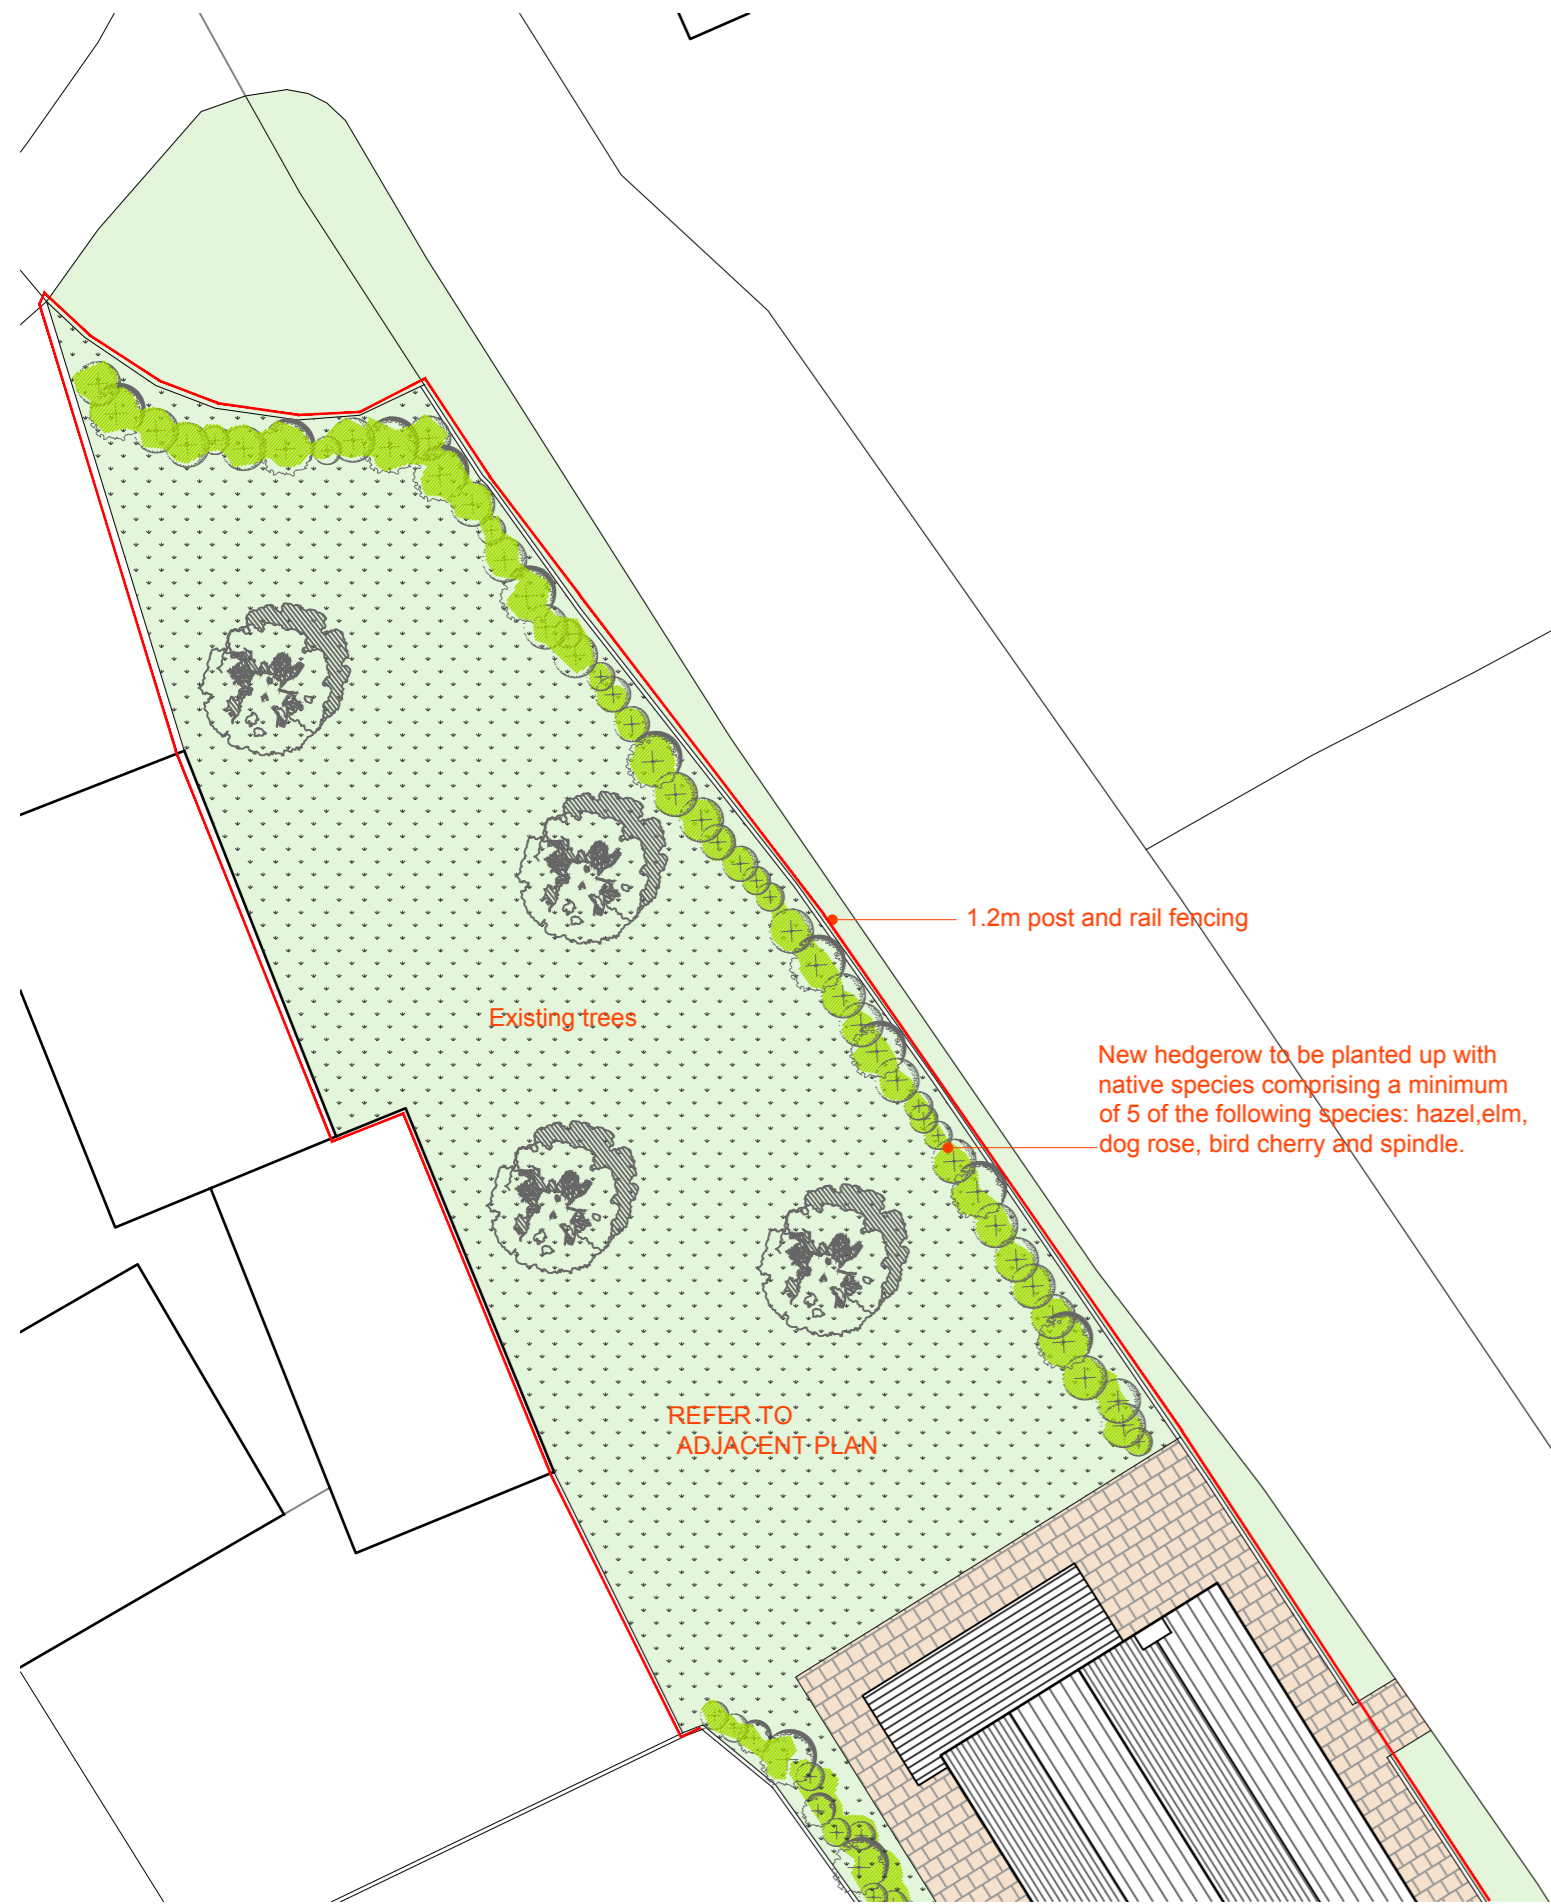 1.2m post and rail fencing
Existing trees
New hedgerow to be planted up with
native species comprising a minimum
of 5 of the following species: hazel,elm,
dog rose, bird cherry and spindle.
REFER TO
ADJACENT PLAN